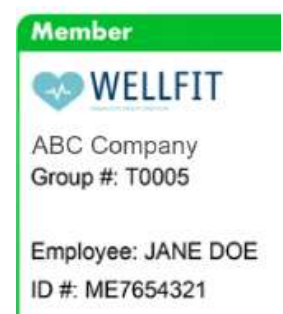 Member
WELLFIT
ABC Company
Group #: T0005
Employee: JANE DOE
ID #: ME7654321